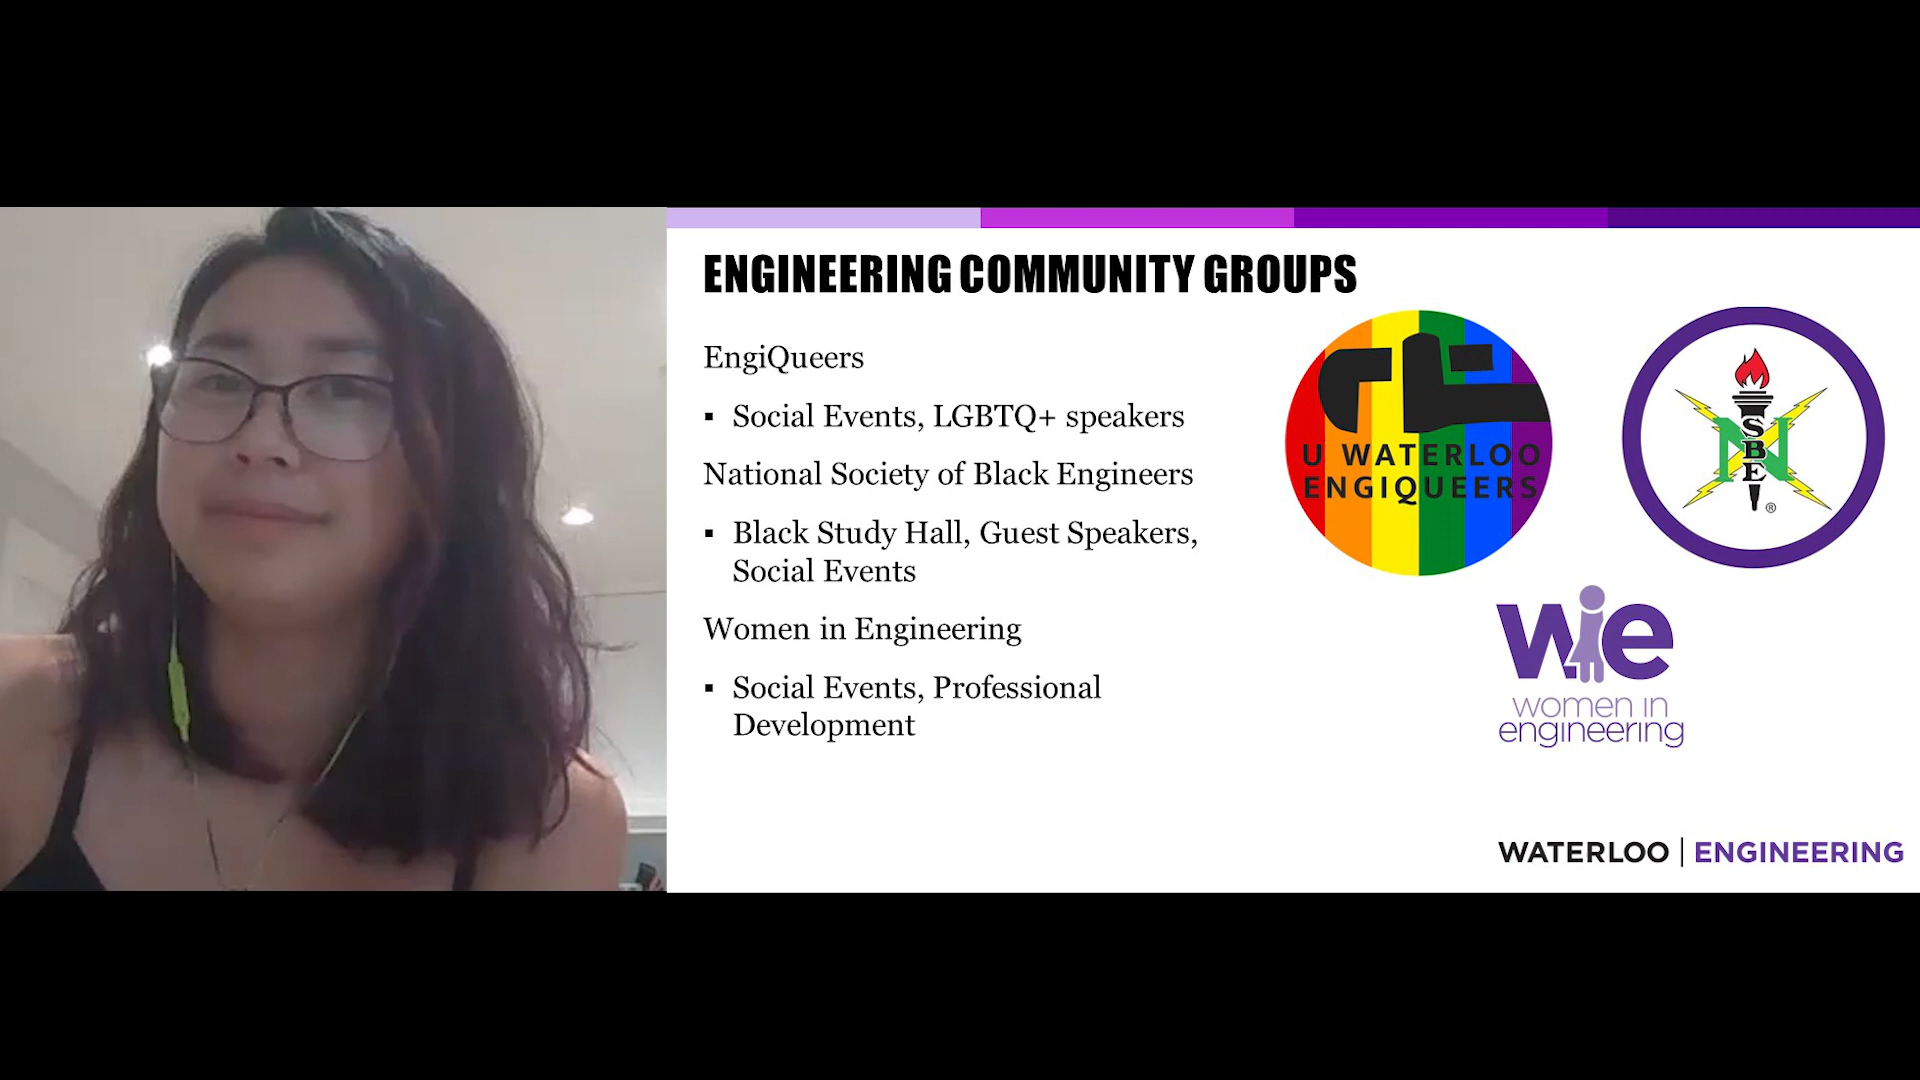 ENGINEERING COMMUNITY GROUPS
EngiQueers
▪ Social Events, LGBTQ+ speakers
National Society of Black Engineers
▪ Black Study Hall, Guest Speakers,
Social Events
Women in Engineering
▪ Social Events, Professional
Development
U WATERLOO
ENGIQUEERS
NSBE
®
wie
women in
engineering
WATERLOO | ENGINEERING